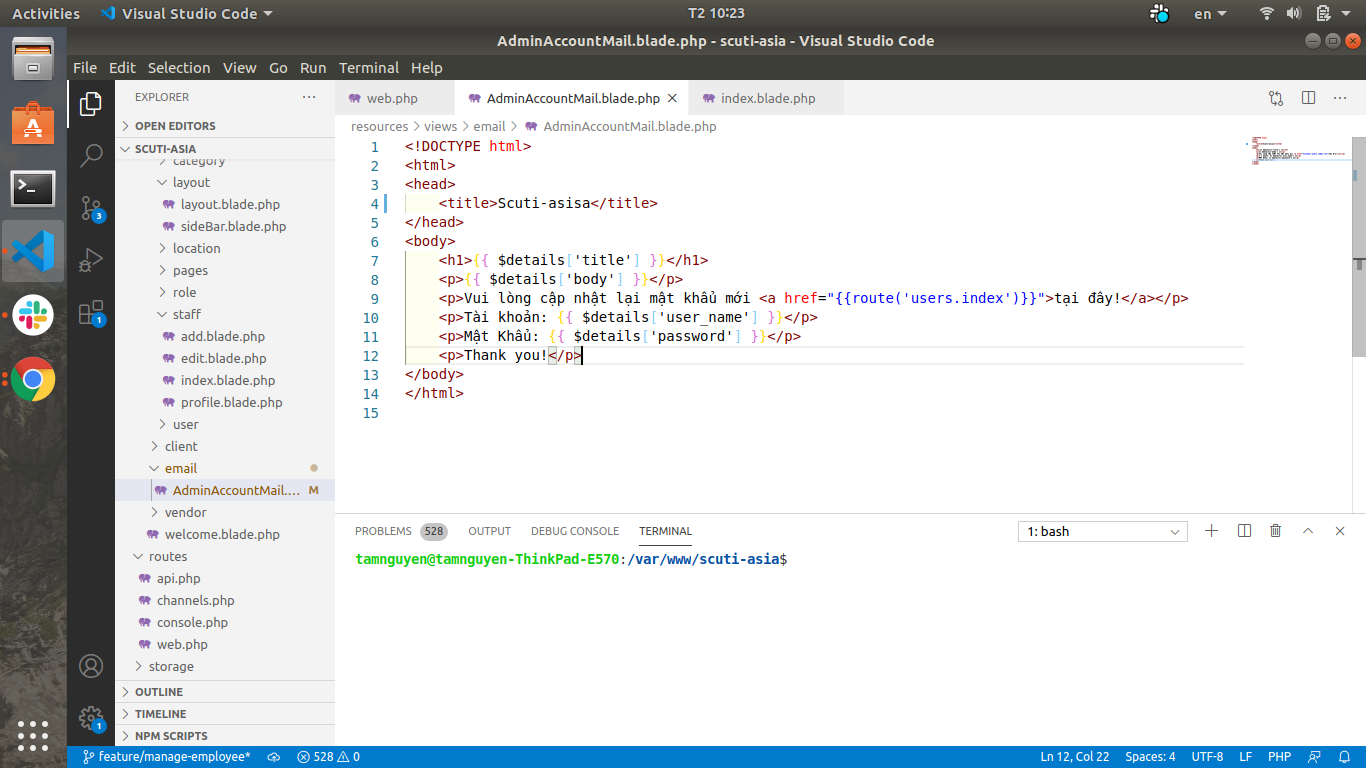 Activities
Visual Studio Code
T2 10:23
en
AdminAccountMail.blade.php - scuti-asia - Visual Studio Code
File Edit Selection View Go Run Terminal Help
EXPLORER
OPEN EDITORS
SCUTI-ASIA
category
layout
layout.blade.php
sideBar.blade.php
location
pages
role
staff
add.blade.php
edit.blade.php
index.blade.php
profile.blade.php
user
client
email
AdminAccountMail.... M
vendor
welcome.blade.php
routes
api.php
channels.php
console.php
web.php
storage
OUTLINE
TIMELINE
NPM SCRIPTS
3
1
1
web.php AdminAccountMail.blade.php index.blade.php
resources > views > email > AdminAccountMail.blade.php
1 <!DOCTYPE html>
2 <html>
3 <head>
4 <title>Scuti-asisa</title>
5 </head>
6 <body>
7 <h1>{{ $details['title'] }}</h1>
8 <p>{{ $details['body'] }}</p>
9 <p>Vui lòng cập nhật lại mật khẩu mới <a href="{{route('users.index')}}">tại đây!</a></p>
10 <p>Tài khoản: {{ $details['user_name'] }}</p>
11 <p>Mật Khẩu: {{ $details['password'] }}</p>
12 <p>Thank you!</p>
13 </body>
14 </html>
15
PROBLEMS 528 OUTPUT DEBUG CONSOLE TERMINAL 1: bash
tamnguyen@tamnguyen-ThinkPad-E570:/var/www/scuti-asia$
feature/manage-employee* 528 0 Ln 12, Col 22 Spaces: 4 UTF-8 LF PHP